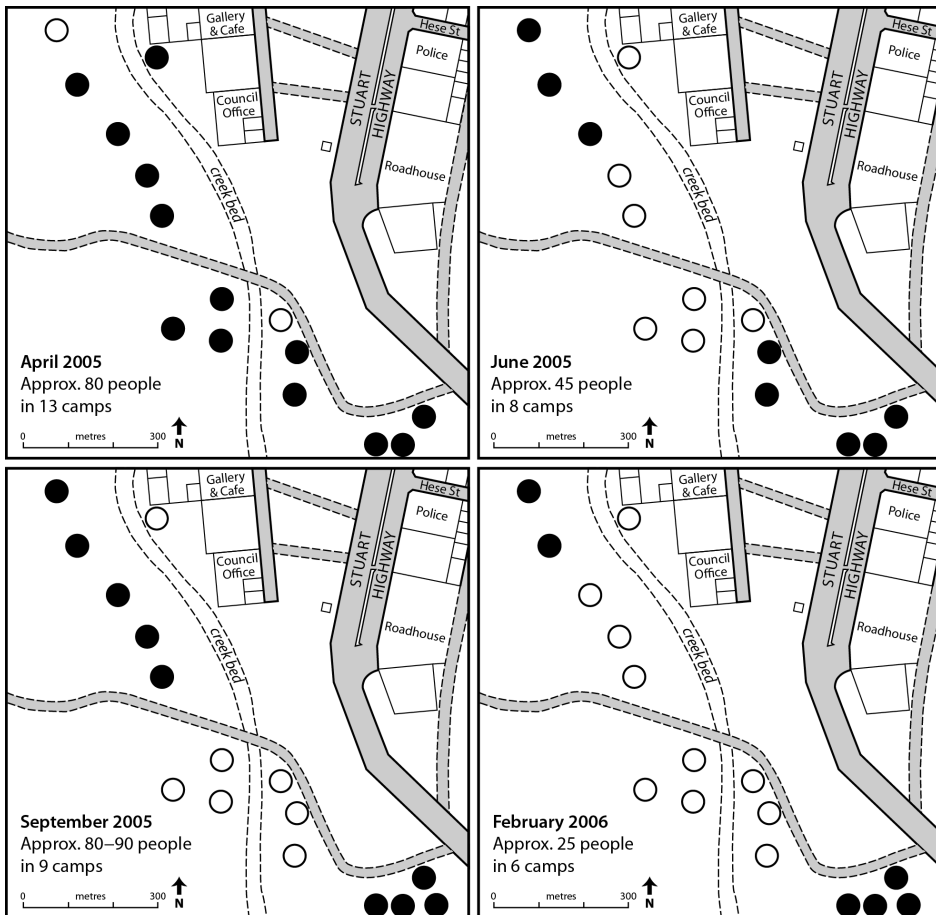 Gallery
& Cafe
Hese St
Police
STUART
HIGHWAY
Council
Office
Roadhouse
creek bed
April 2005
Approx. 80 people
in 13 camps
0 metres 300
N
Gallery
& Cafe
Hese St
Police
STUART
HIGHWAY
Council
Office
Roadhouse
creek bed
June 2005
Approx. 45 people
in 8 camps
0 metres 300
N
Gallery
& Cafe
Hese St
Police
STUART
HIGHWAY
Council
Office
Roadhouse
creek bed
September 2005
Approx. 80–90 people
in 9 camps
0 metres 300
N
Gallery
& Cafe
Hese St
Police
STUART
HIGHWAY
Council
Office
Roadhouse
creek bed
February 2006
Approx. 25 people
in 6 camps
0 metres 300
N